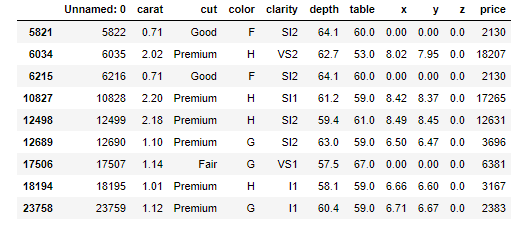 Unnamed: 0 carat cut color clarity depth table x y z price
5821 5822 0.71 Good F SI2 64.1 60.0 0.00 0.00 0.0 2130
6034 6035 2.02 Premium H VS2 62.7 53.0 8.02 7.95 0.0 18207
6215 6216 0.71 Good F SI2 64.1 60.0 0.00 0.00 0.0 2130
10827 10828 2.20 Premium H SI1 61.2 59.0 8.42 8.37 0.0 17265
12498 12499 2.18 Premium H SI2 59.4 61.0 8.49 8.45 0.0 12631
12689 12690 1.10 Premium G SI2 63.0 59.0 6.50 6.47 0.0 3696
17506 17507 1.14 Fair G VS1 57.5 67.0 0.00 0.00 0.0 6381
18194 18195 1.01 Premium H I1 58.1 59.0 6.66 6.60 0.0 3167
23758 23759 1.12 Premium G I1 60.4 59.0 6.71 6.67 0.0 2383